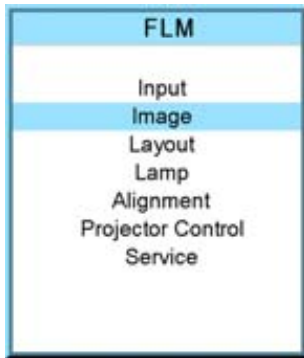 FLM
Input
Image
Layout
Lamp
Alignment
Projector Control
Service